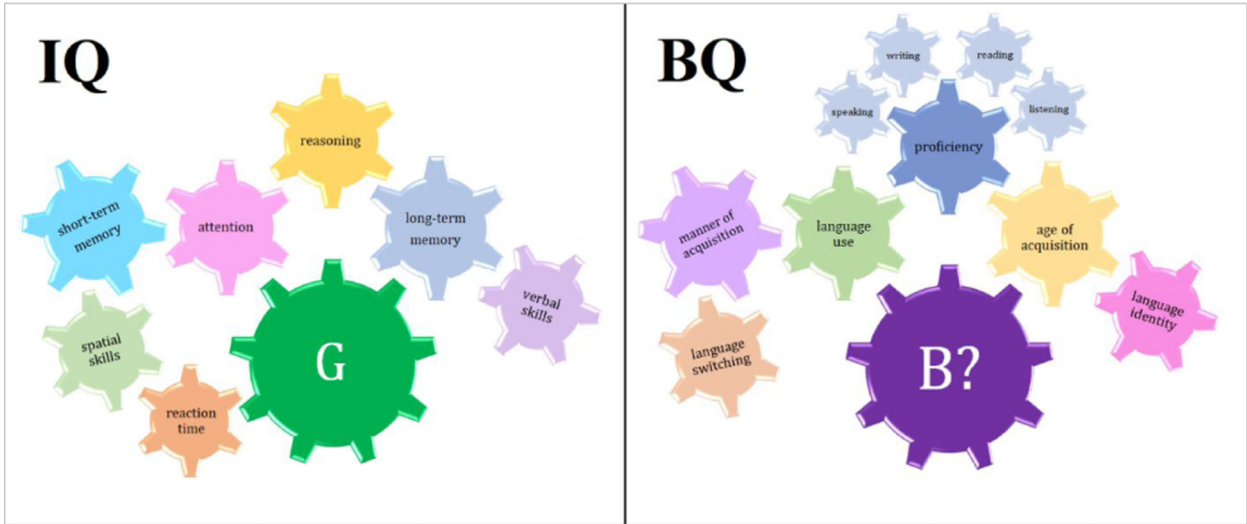 IQ
reasoning
short-term
memory
attention
long-term
memory
verbal
skills
spatial
skills
G
reaction
time
BQ
writing
reading
speaking
listening
proficiency
manner of
acquisition
language
use
age of
acquisition
language
identity
language
switching
B?